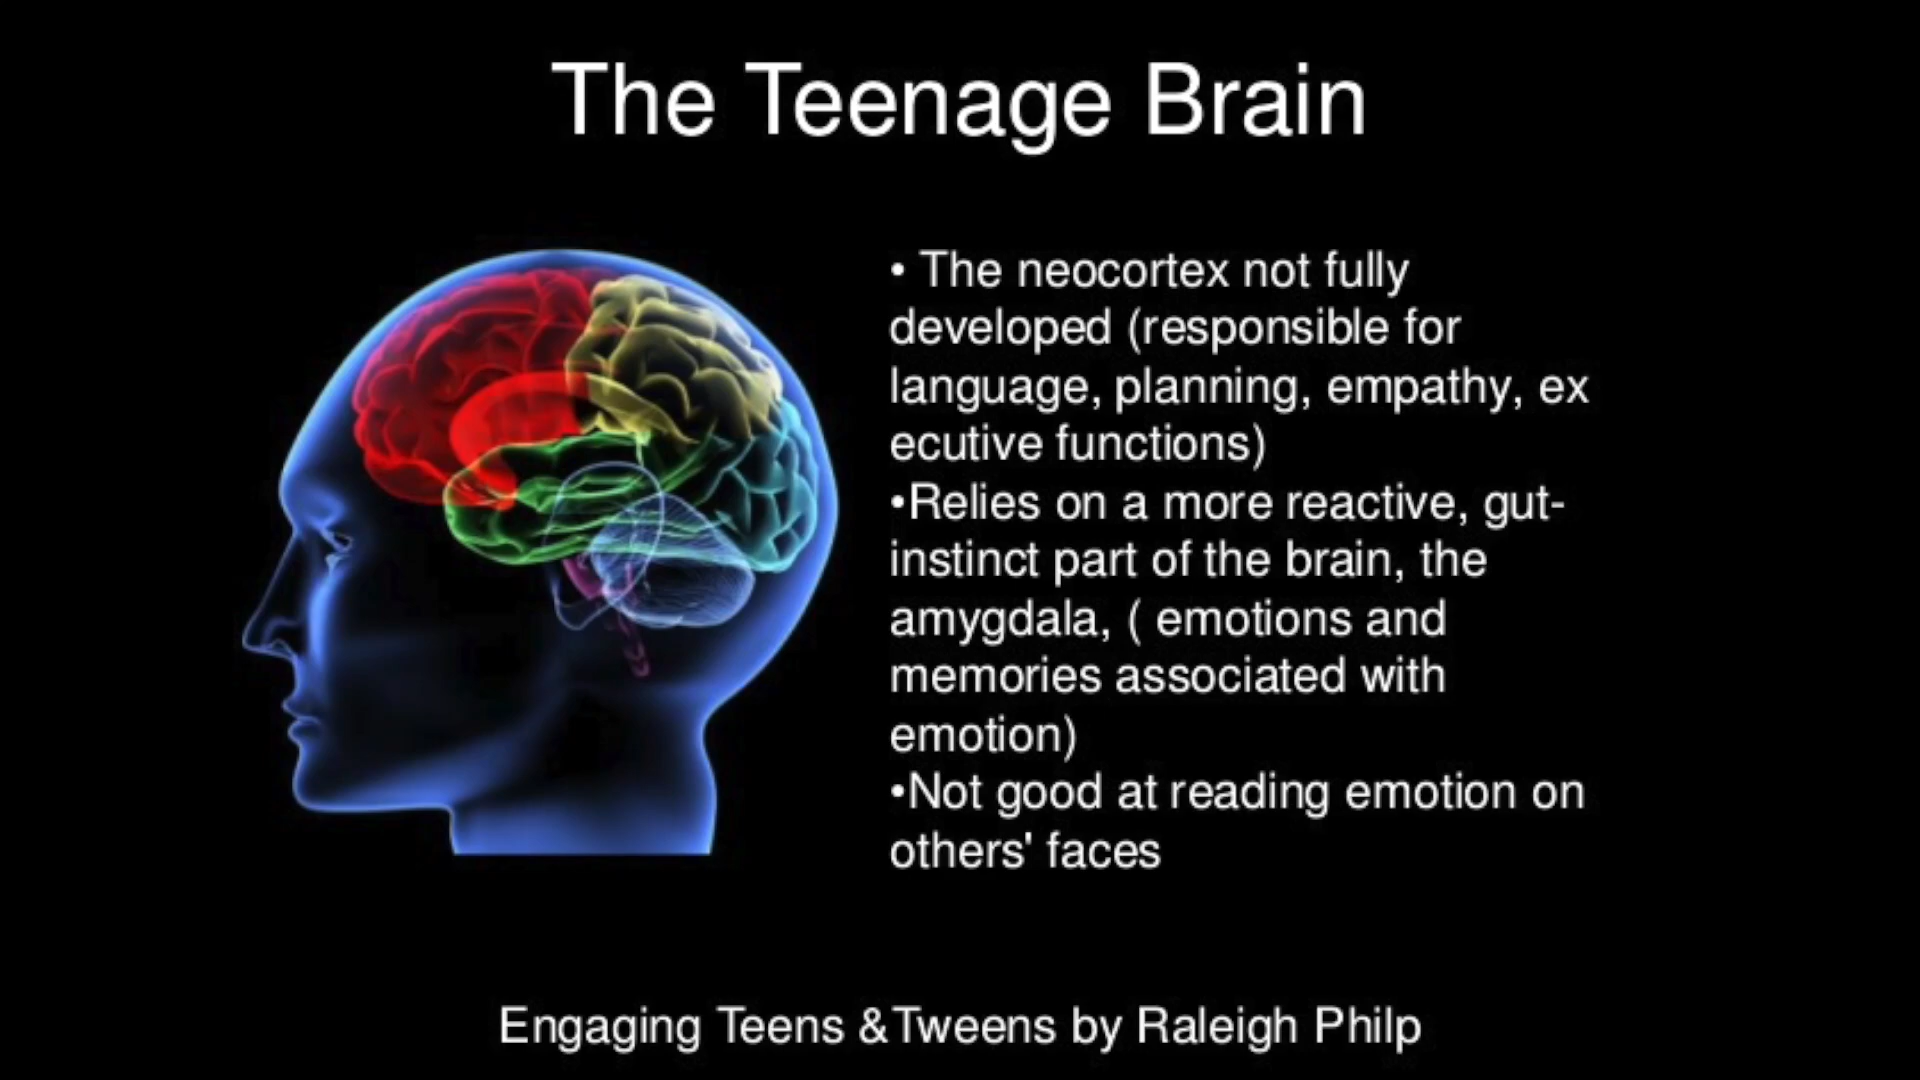 The Teenage Brain
• The neocortex not fully
developed (responsible for
language, planning, empathy, ex
ecutive functions)
•Relies on a more reactive, gut-
instinct part of the brain, the
amygdala, ( emotions and
memories associated with
emotion)
•Not good at reading emotion on
others' faces
Engaging Teens &Tweens by Raleigh Philp